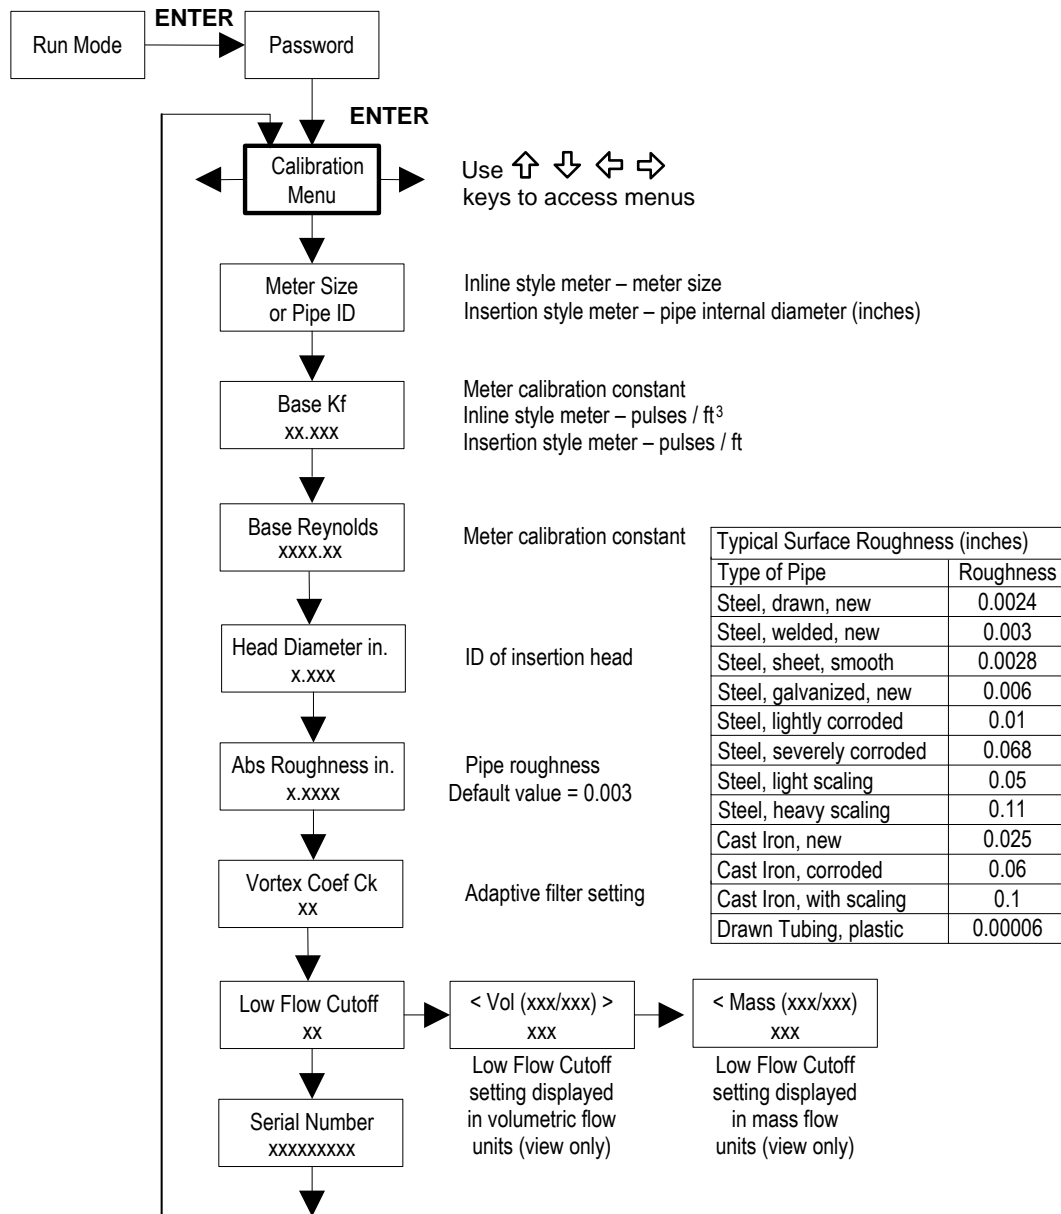 ENTER
Run Mode
Password
ENTER
Calibration
Menu
Use
keys to access menus
Meter Size
or Pipe ID
Inline style meter – meter size
Insertion style meter – pipe internal diameter (inches)
Base Kf
xx.xxx
Meter calibration constant
Inline style meter – pulses / ft³
Insertion style meter – pulses / ft
Base Reynolds
xxxx.xx
Meter calibration constant
Head Diameter in.
x.xxx
ID of insertion head
Abs Roughness in.
x.xxxx
Pipe roughness
Default value = 0.003
Vortex Coef Ck
xx
Adaptive filter setting
Typical Surface Roughness (inches)
Type of Pipe Roughness
Steel, drawn, new 0.0024
Steel, welded, new 0.003
Steel, sheet, smooth 0.0028
Steel, galvanized, new 0.006
Steel, lightly corroded 0.01
Steel, severely corroded 0.068
Steel, light scaling 0.05
Steel, heavy scaling 0.11
Cast Iron, new 0.025
Cast Iron, corroded 0.06
Cast Iron, with scaling 0.1
Drawn Tubing, plastic 0.00006
Low Flow Cutoff
xx
< Vol (xxx/xxx) >
xxx
Low Flow Cutoff
setting displayed
in volumetric flow
units (view only)
< Mass (xxx/xxx)
xxx
Low Flow Cutoff
setting displayed
in mass flow
units (view only)
Serial Number
xxxxxxxxx